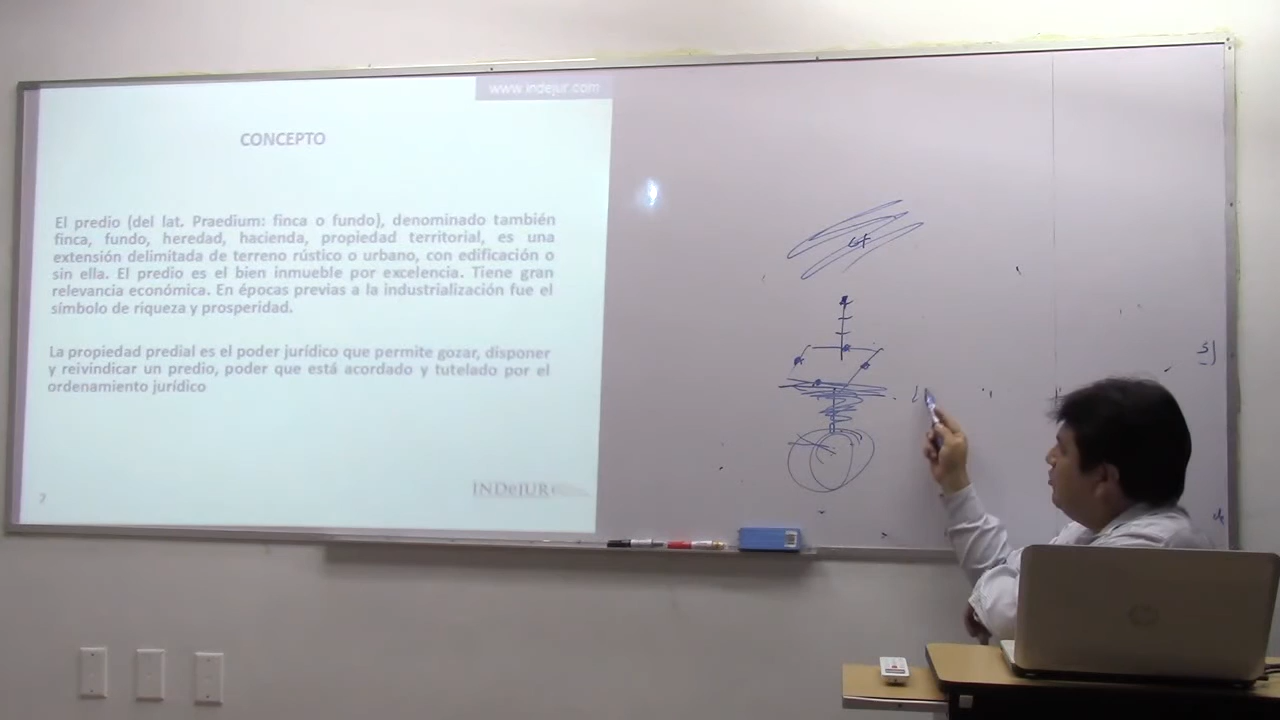 www.indejur.com
CONCEPTO
El predio (del lat. Praedium: finca o fundo), denominado también
finca, fundo, heredad, hacienda, propiedad territorial, es una
extensión delimitada de terreno rústico o urbano, con edificación o
sin ella. El predio es el bien inmueble por excelencia. Tiene gran
relevancia económica. En épocas previas a la industrialización fue el
símbolo de riqueza y prosperidad.
La propiedad predial es el poder jurídico que permite gozar, disponer
y reivindicar un predio, poder que está acordado y tutelado por el
ordenamiento jurídico
7
INDeJUR